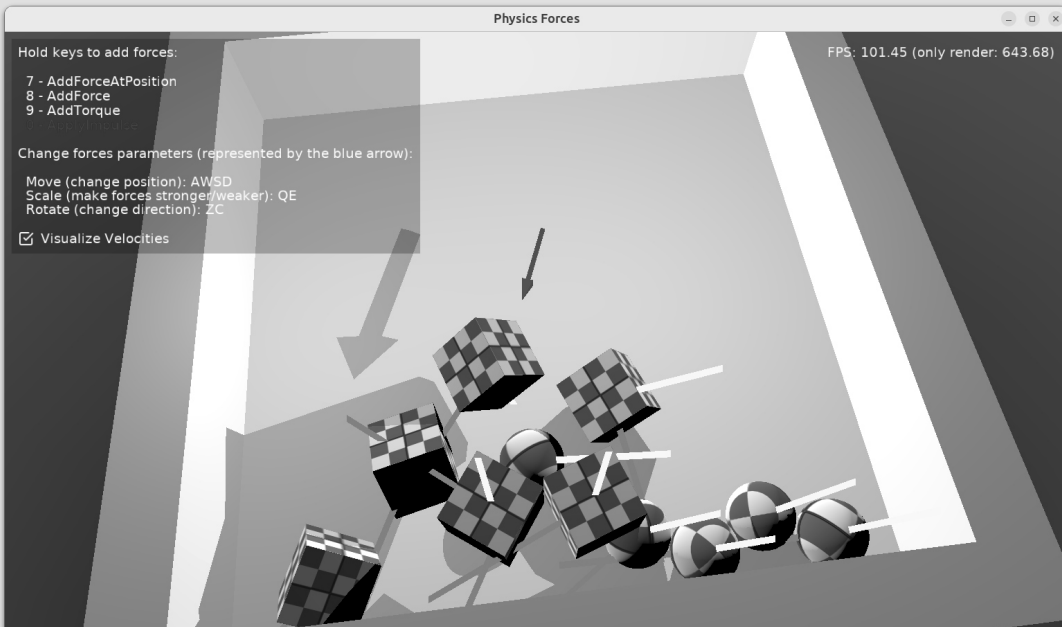 Physics Forces
Hold keys to add forces:
7 - AddForceAtPosition
8 - AddForce
9 - AddTorque
Change forces parameters (represented by the blue arrow):
Move (change position): AWSD
Scale (make forces stronger/weaker): QE
Rotate (change direction): ZC
Visualize Velocities
FPS: 101.45 (only render: 643.68)